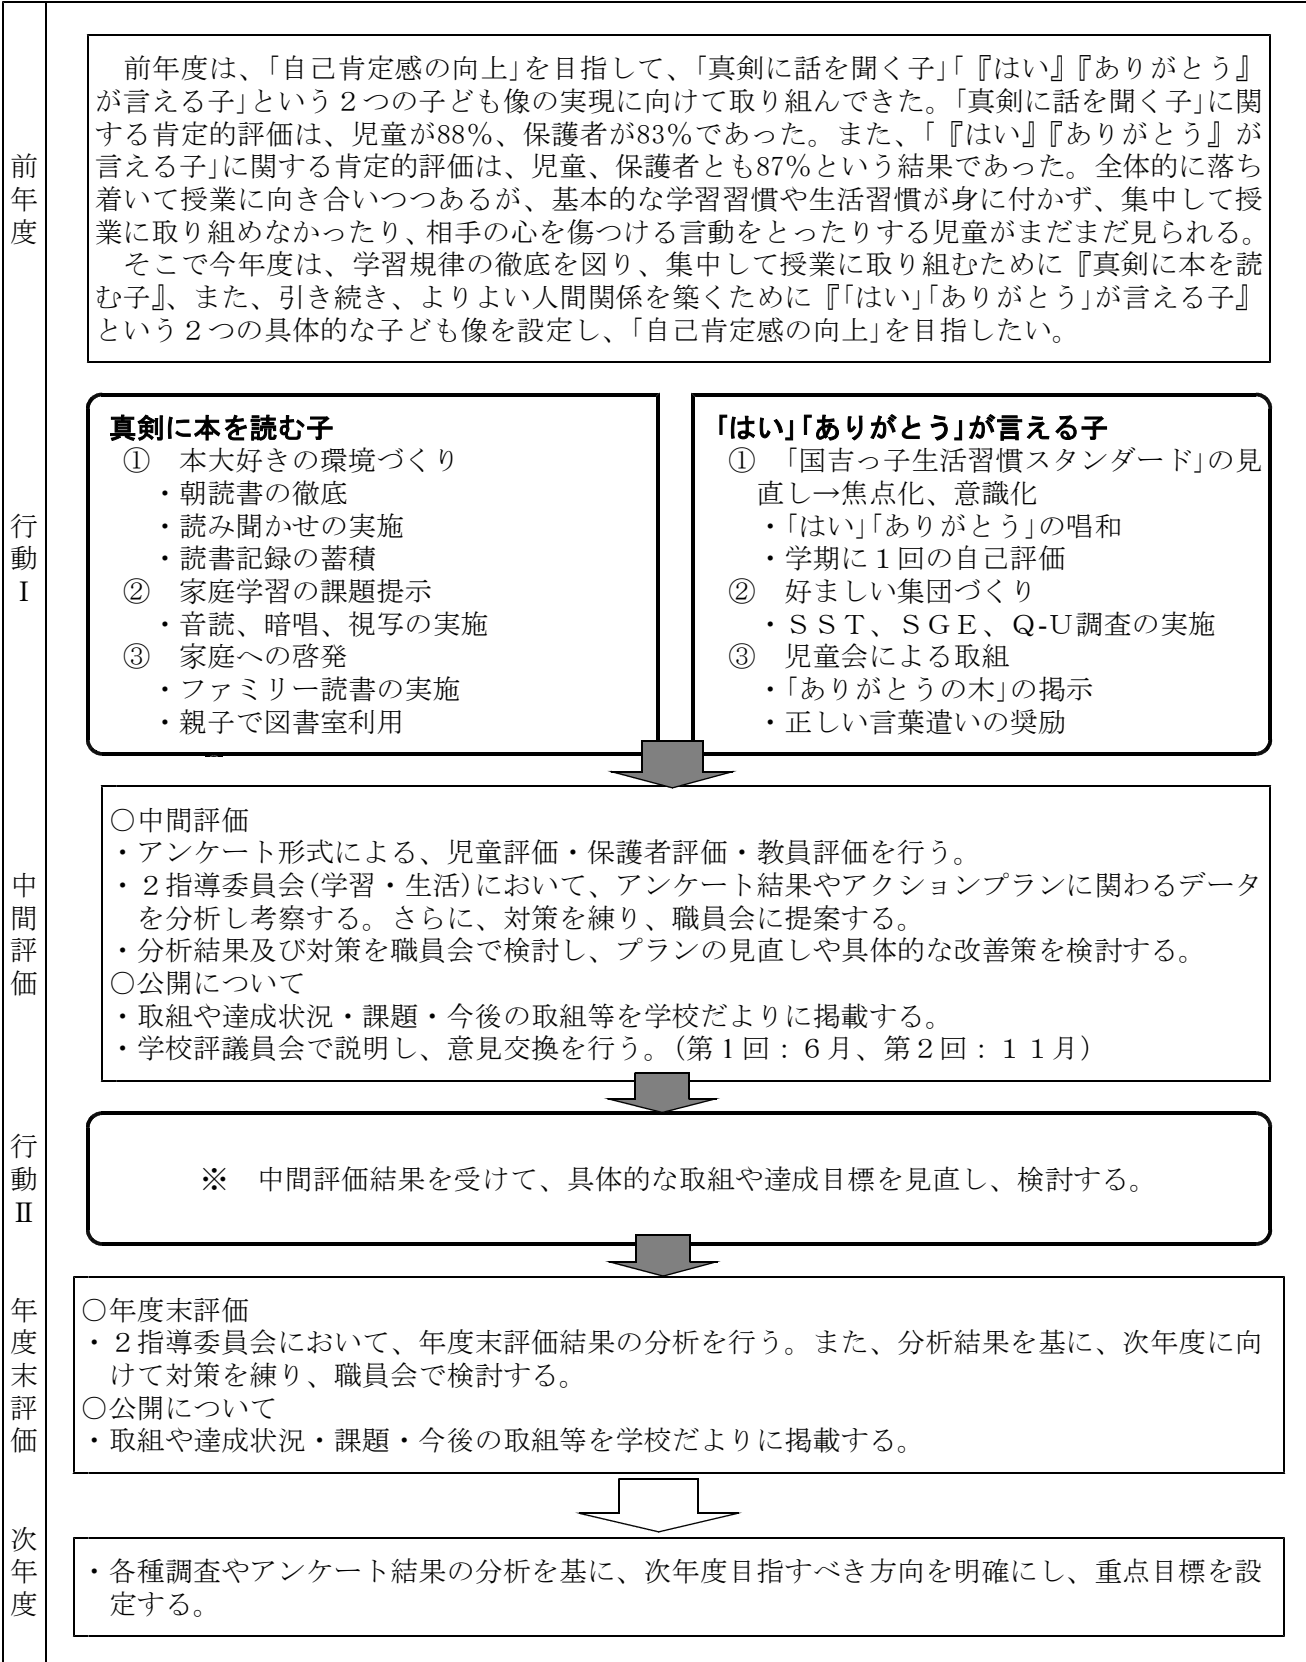 前年度
前年度は、「自己肯定感の向上」を目指して、「真剣に話を聞く子」「『はい』『ありがとう』
が言える子」という２つの子ども像の実現に向けて取り組んできた。「真剣に話を聞く子」に関
する肯定的評価は、児童が88％、保護者が83％であった。また、「『はい』『ありがとう』が
言える子」に関する肯定的評価は、児童、保護者とも87％という結果であった。全体的に落ち
着いて授業に向き合いつつあるが、基本的な学習習慣や生活習慣が身に付かず、集中して授
業に取り組めなかったり、相手の心を傷つける言動をとったりする児童がまだまだ見られる。
そこで今年度は、学習規律の徹底を図り、集中して授業に取り組むために『真剣に本を読
む子』、また、引き続き、よりよい人間関係を築くために『「はい」「ありがとう」が言える子』
という２つの具体的な子ども像を設定し、「自己肯定感の向上」を目指したい。
行動Ⅰ
真剣に本を読む子
① 本大好きの環境づくり
・朝読書の徹底
・読み聞かせの実施
・読書記録の蓄積
② 家庭学習の課題提示
・音読、暗唱、視写の実施
③ 家庭への啓発
・ファミリー読書の実施
・親子で図書室利用
「はい」「ありがとう」が言える子
① 「国吉っ子生活習慣スタンダード」の見
直し→焦点化、意識化
・「はい」「ありがとう」の唱和
・学期に１回の自己評価
② 好ましい集団づくり
・ＳＳＴ、ＳＧＥ、Ｑ-Ｕ調査の実施
③ 児童会による取組
・「ありがとうの木」の掲示
・正しい言葉遣いの奨励
中間評価
○中間評価
・アンケート形式による、児童評価・保護者評価・教員評価を行う。
・２指導委員会(学習・生活)において、アンケート結果やアクションプランに関わるデータ
を分析し考察する。さらに、対策を練り、職員会に提案する。
・分析結果及び対策を職員会で検討し、プランの見直しや具体的な改善策を検討する。
○公開について
・取組や達成状況・課題・今後の取組等を学校だよりに掲載する。
・学校評議員会で説明し、意見交換を行う。(第１回：６月、第２回：１１月)
行動Ⅱ
※ 中間評価結果を受けて、具体的な取組や達成目標を見直し、検討する。
年度末評価
○年度末評価
・２指導委員会において、年度末評価結果の分析を行う。また、分析結果を基に、次年度に向
けて対策を練り、職員会で検討する。
○公開について
・取組や達成状況・課題・今後の取組等を学校だよりに掲載する。
次年度
・各種調査やアンケート結果の分析を基に、次年度目指すべき方向を明確にし、重点目標を設
定する。